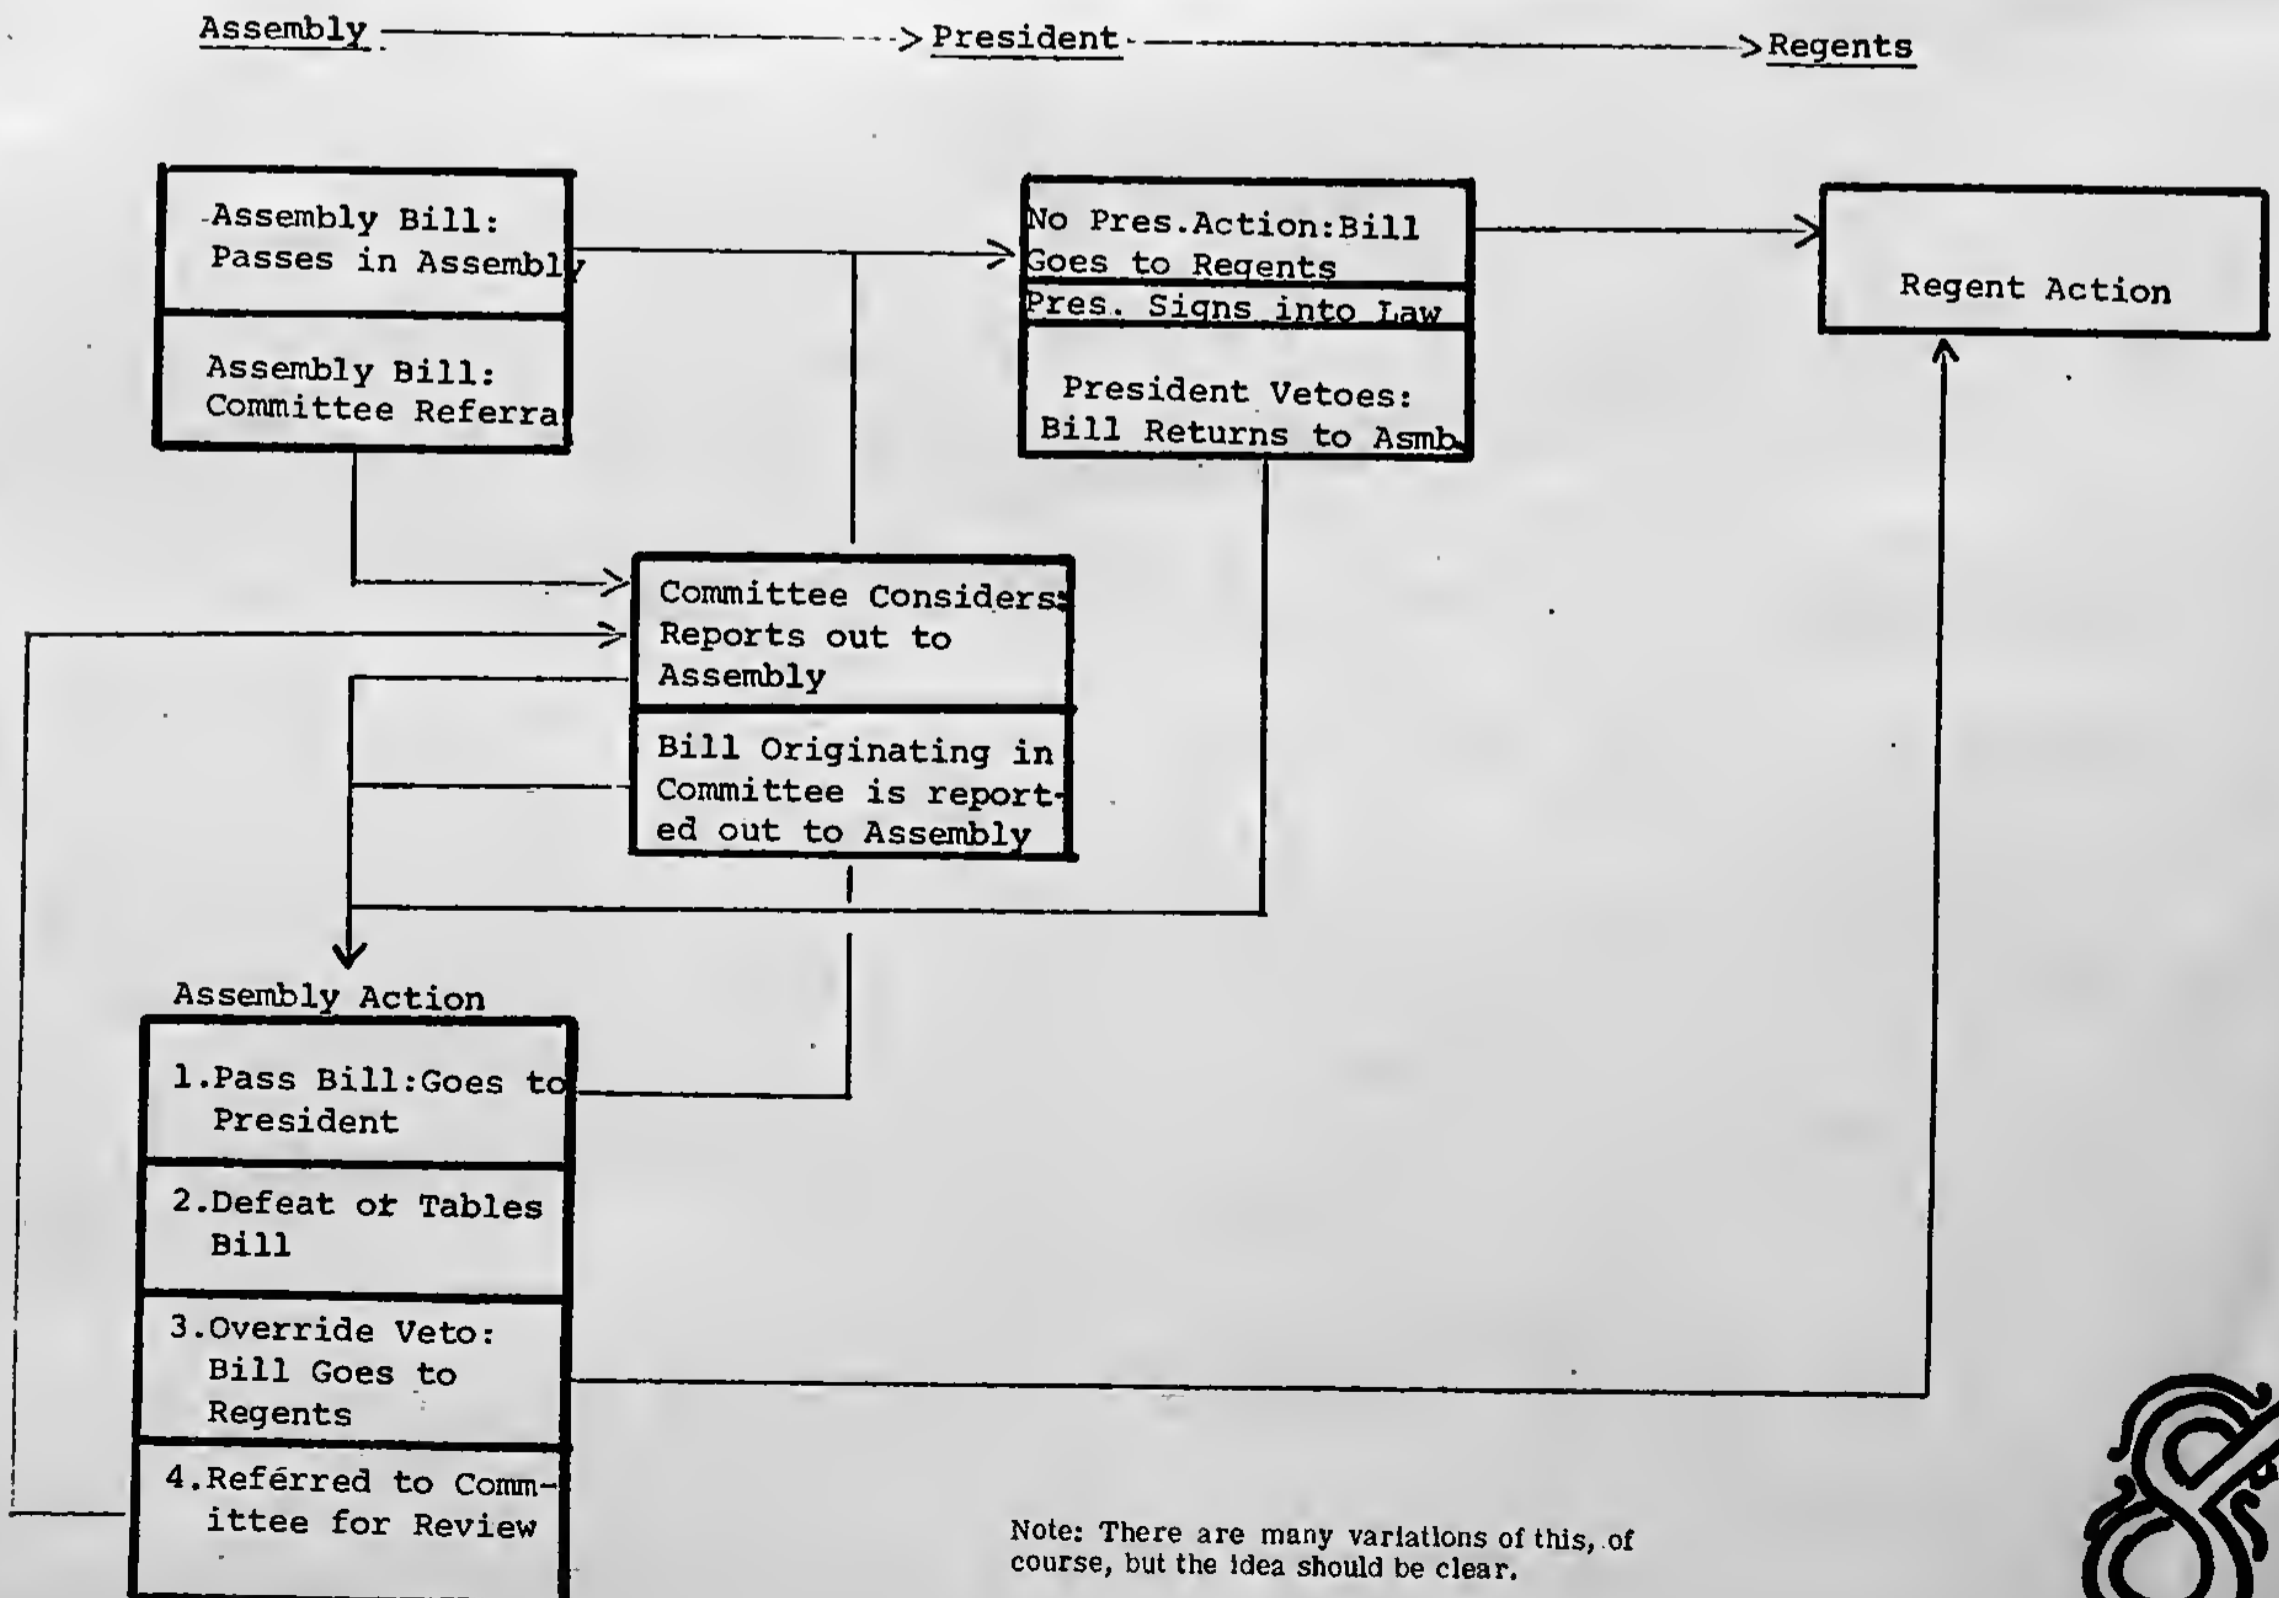 Assembly President Regents
-Assembly Bill:
Passes in Assembly
Assembly Bill:
Committee Referra
No Pres.Action:Bill
Goes to Regents
Pres. Signs into Law
President Vetoes:
Bill Returns to Asmb.
Regent Action
Committee Considers:
Reports out to
Assembly
Bill Originating in
Committee is report-
ed out to Assembly
Assembly Action
1.Pass Bill:Goes to
President
2.Defeat or Tables
Bill
3.Override Veto:
Bill Goes to
Regents
4.Referred to Comm-
ittee for Review
Note: There are many variations of this, of
course, but the idea should be clear.